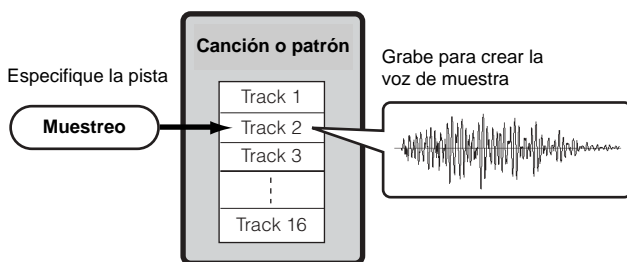 Canción o patrón
Especifique la pista
Muestreo
Track 1
Track 2
Track 3
Track 16
Grabe para crear la
voz de muestra